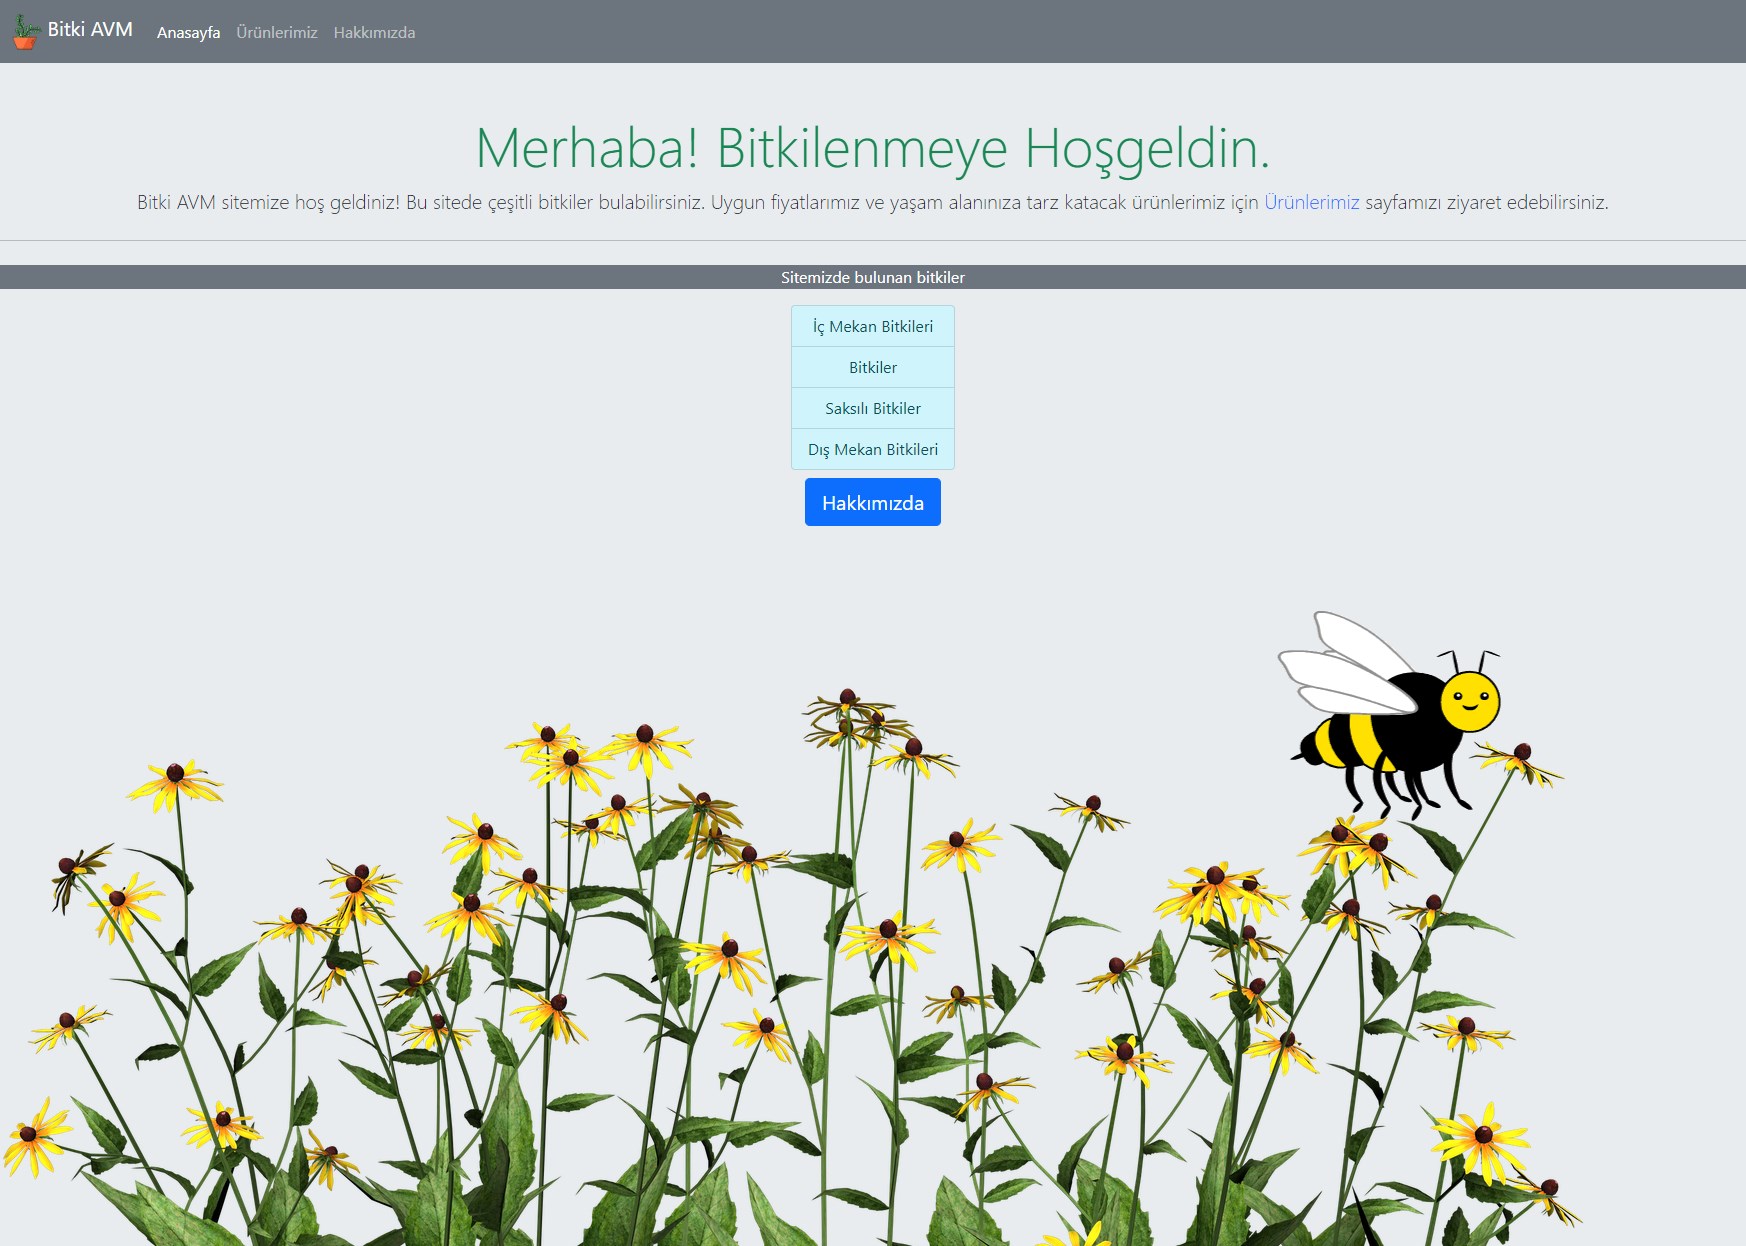 Bitki AVM Anasayfa Ürünlerimiz Hakkımızda
Merhaba! Bitkilenmeye Hoşgeldin.
Bitki AVM sitemize hoş geldiniz! Bu sitede çeşitli bitkiler bulabilirsiniz. Uygun fiyatlarımız ve yaşam alanınıza tarz katacak ürünlerimiz için Ürünlerimiz sayfamızı ziyaret edebilirsiniz.
Sitemizde bulunan bitkiler
İç Mekan Bitkileri
Bitkiler
Saksılı Bitkiler
Dış Mekan Bitkileri
Hakkımızda